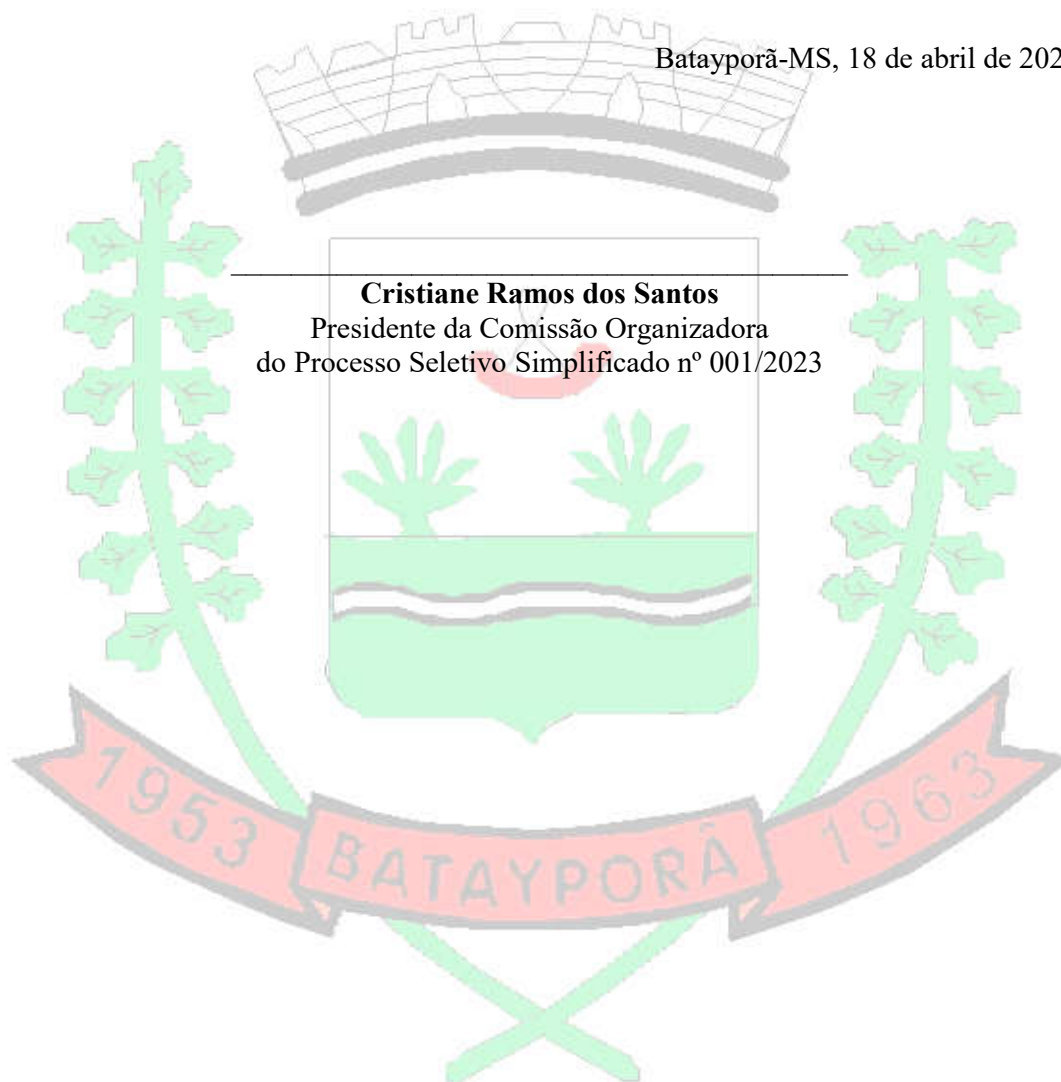 Batayporã-MS, 18 de abril de 202
Cristiane Ramos dos Santos
Presidente da Comissão Organizadora
do Processo Seletivo Simplificado nº 001/2023
1953
BATAYPORÃ
1963